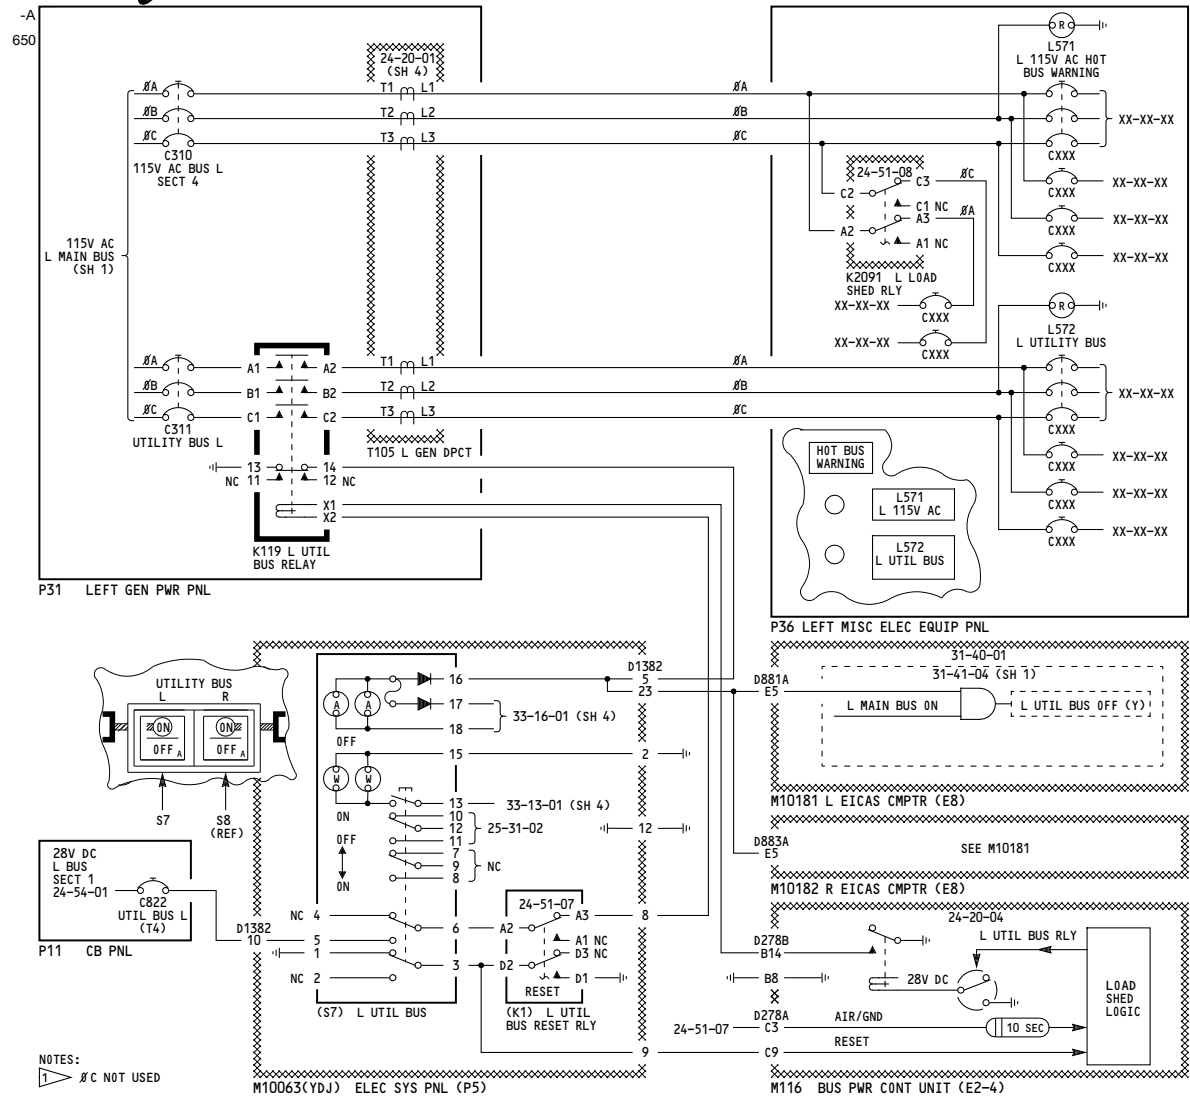 -A
650
24-20-01
(SH 4)
ØA T1 L1 ØA
ØB T2 L2 ØB
ØC T3 L3 ØC
C310
115V AC BUS L
SECT 4
115V AC
L MAIN BUS
(SH 1)
ØA A1 A2 T1 L1 ØA
ØB B1 B2 T2 L2 ØB
ØC C1 C2 T3 L3 ØC
C311
UTILITY BUS L
T105 L GEN DPCT
13 14
NC 11 12 NC
X1
X2
K119 L UTIL
BUS RELAY
P31 LEFT GEN PWR PNL
R
L571
L 115V AC HOT
BUS WARNING
XX-XX-XX
CXXX
XX-XX-XX
CXXX
XX-XX-XX
CXXX
XX-XX-XX
CXXX
24-51-08
C2 C3 ØC
C1 NC
A2 A3 ØA
A1 NC
K2091 L LOAD
SHED RLY
XX-XX-XX
CXXX
XX-XX-XX
CXXX
R
L572
L UTILITY BUS
XX-XX-XX
CXXX
XX-XX-XX
CXXX
XX-XX-XX
CXXX
XX-XX-XX
CXXX
HOT BUS
WARNING
L571
L 115V AC
L572
L UTIL BUS
P36 LEFT MISC ELEC EQUIP PNL
UTILITY BUS
L R
ON ON
OFF A OFF A
S7 S8
(REF)
28V DC
L BUS
SECT 1
24-54-01
C822
UTIL BUS L
(T4)
P11 CB PNL
D1382
10
A A
OFF
W W
ON
OFF
ON
16
17
18
33-16-01 (SH 4)
15
13 33-13-01 (SH 4)
10
12 25-31-02
11
7
9 NC
8
NC 4
6
5
1
3
NC 2
(S7) L UTIL BUS
24-51-07
A2 A3
A1 NC
D2 D3 NC
D1
RESET
(K1) L UTIL
BUS RESET RLY
D1382
5
23
2
12
8
9
M10063(YDJ) ELEC SYS PNL (P5)
31-40-01
31-41-04 (SH 1)
D881A
E5
L MAIN BUS ON
L UTIL BUS OFF (Y)
M10181 L EICAS CMPTR (E8)
D883A
E5
SEE M10181
M10182 R EICAS CMPTR (E8)
24-20-04
D278B
B14
L UTIL BUS RLY
B8
28V DC
LOAD
SHED
LOGIC
D278A
24-51-07 C3 AIR/GND
10 SEC
C9 RESET
M116 BUS PWR CONT UNIT (E2-4)
NOTES:
1 ØC NOT USED